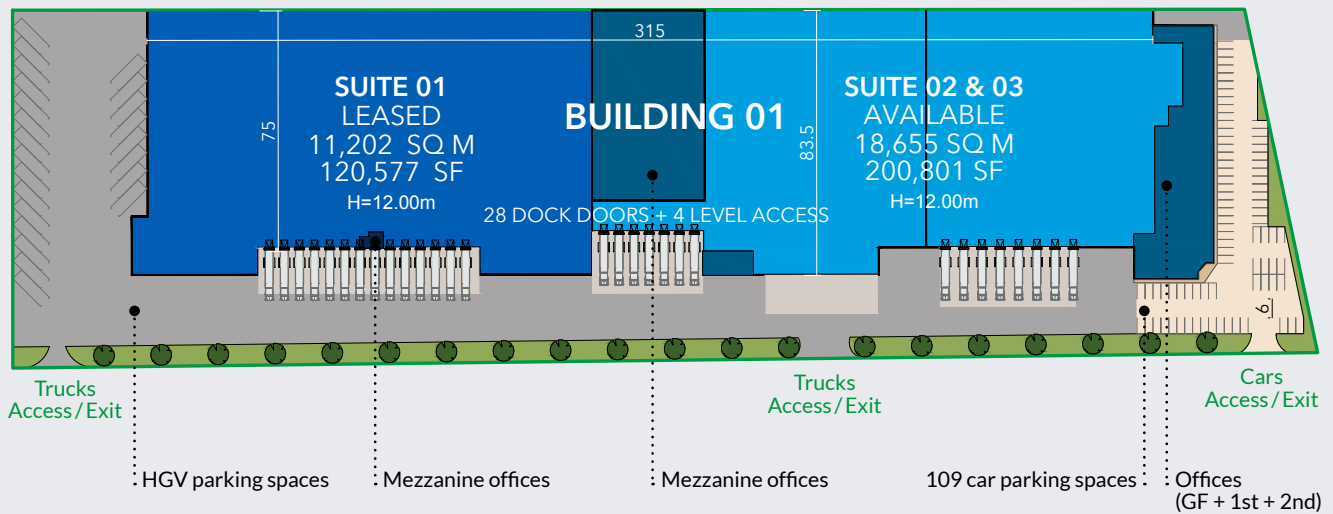 315
SUITE 01
LEASED
11,202 SQ M
120,577 SF
H=12.00m
75
BUILDING 01
83.5
SUITE 02 & 03
AVAILABLE
18,655 SQ M
200,801 SF
H=12.00m
28 DOCK DOORS + 4 LEVEL ACCESS
6
Trucks
Access / Exit
Trucks
Access / Exit
Cars
Access / Exit
HGV parking spaces
Mezzanine offices
Mezzanine offices
109 car parking spaces
Offices
(GF + 1st + 2nd)